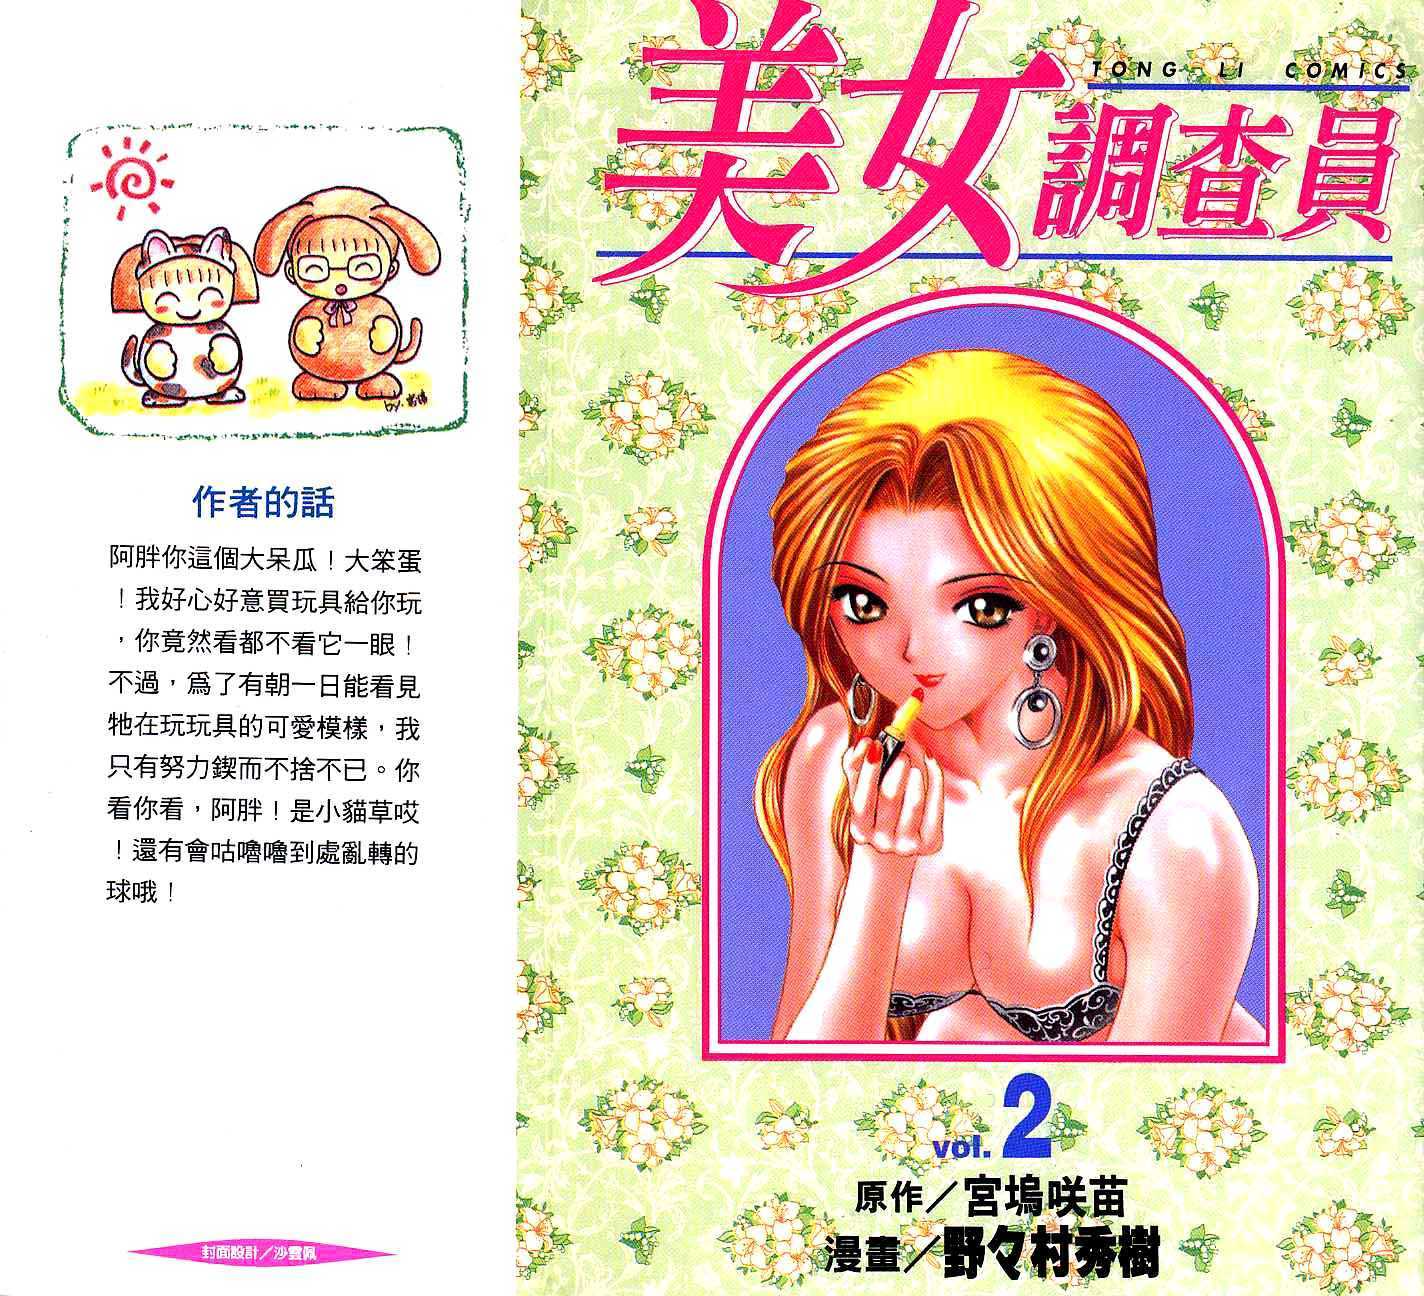 作者的話
阿胖你這個大呆瓜！大笨蛋
！我好心好意買玩具給你玩
，你竟然看都不看它一眼！
不過，爲了有朝一日能看見
牠在玩玩具的可愛模樣，我
只有努力鍥而不捨不已。你
看你看，阿胖！是小貓草哎
！還有會咕嚕嚕到處亂轉的
球哦！
封面設計／沙雲佩
TONG LI COMICS
美女調查員
vol. 2
原作／宮塢咲苗
漫畫／野々村秀樹